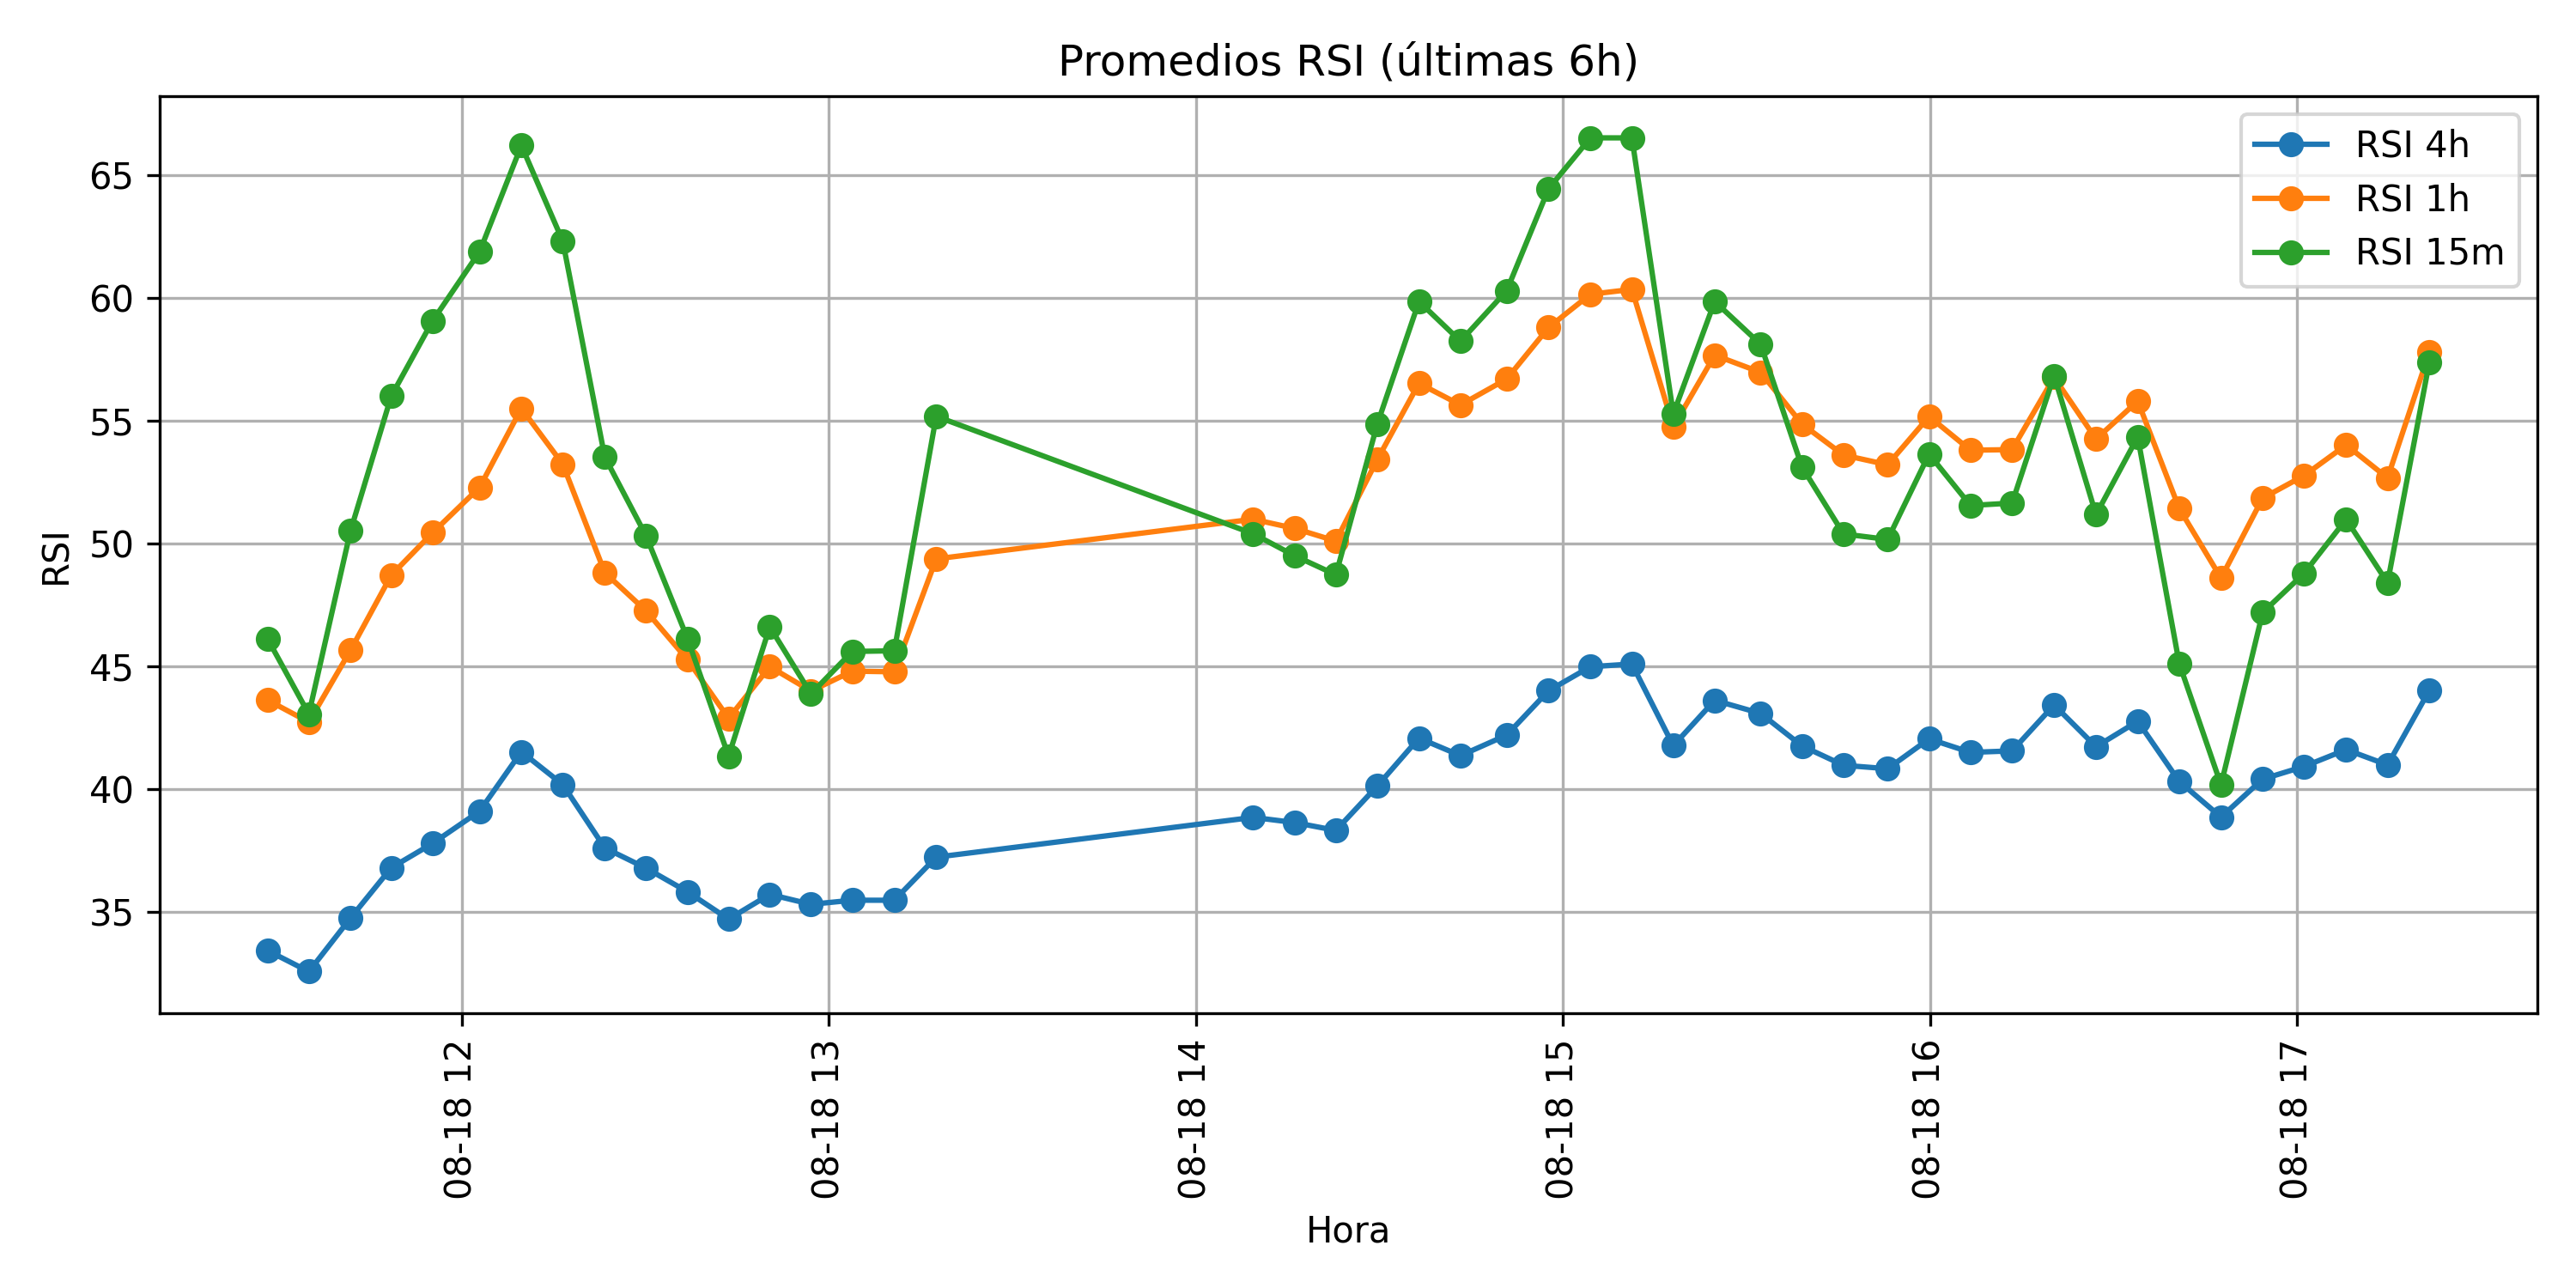 Promedios RSI (últimas 6h)
RSI 4h
RSI 1h
RSI 15m
RSI
65
60
55
50
45
40
35
08-18 12
08-18 13
08-18 14
08-18 15
08-18 16
08-18 17
Hora